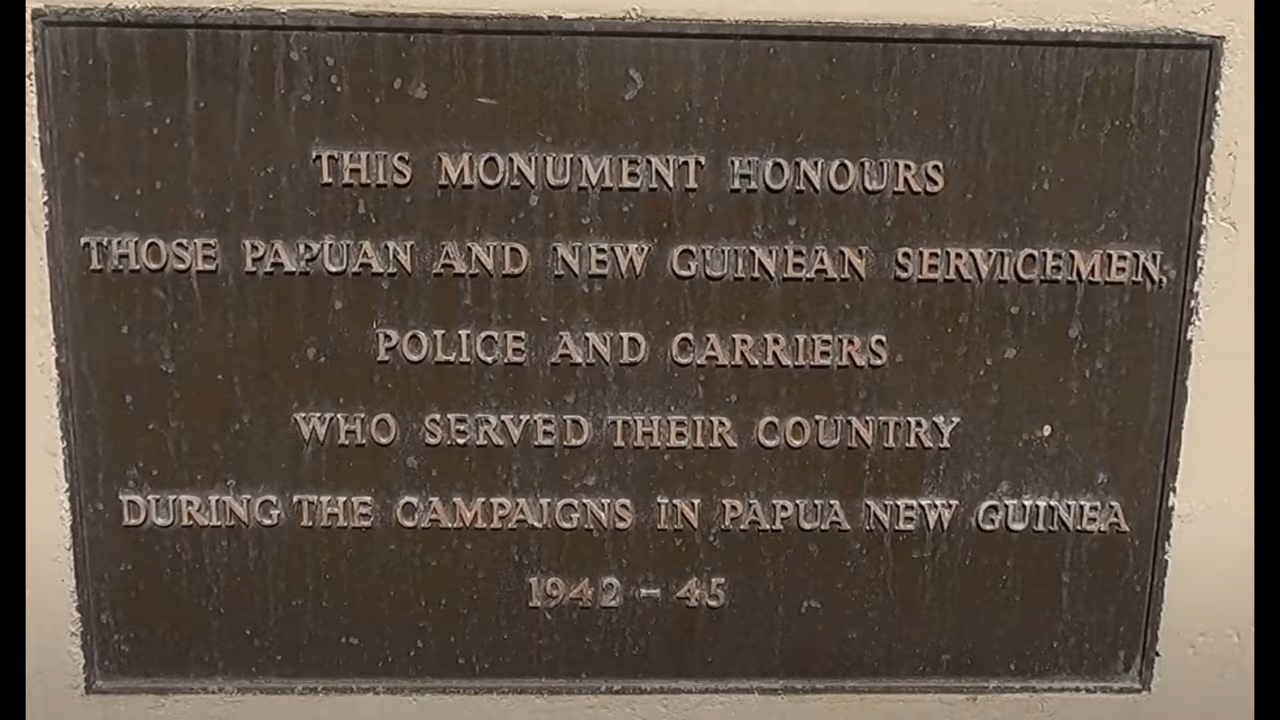 THIS MONUMENT HONOURS
THOSE PAPUAN AND NEW GUINEAN SERVICEMEN,
POLICE AND CARRIERS
WHO SERVED THEIR COUNTRY
DURING THE CAMPAIGNS IN PAPUA NEW GUINEA
1942 - 45